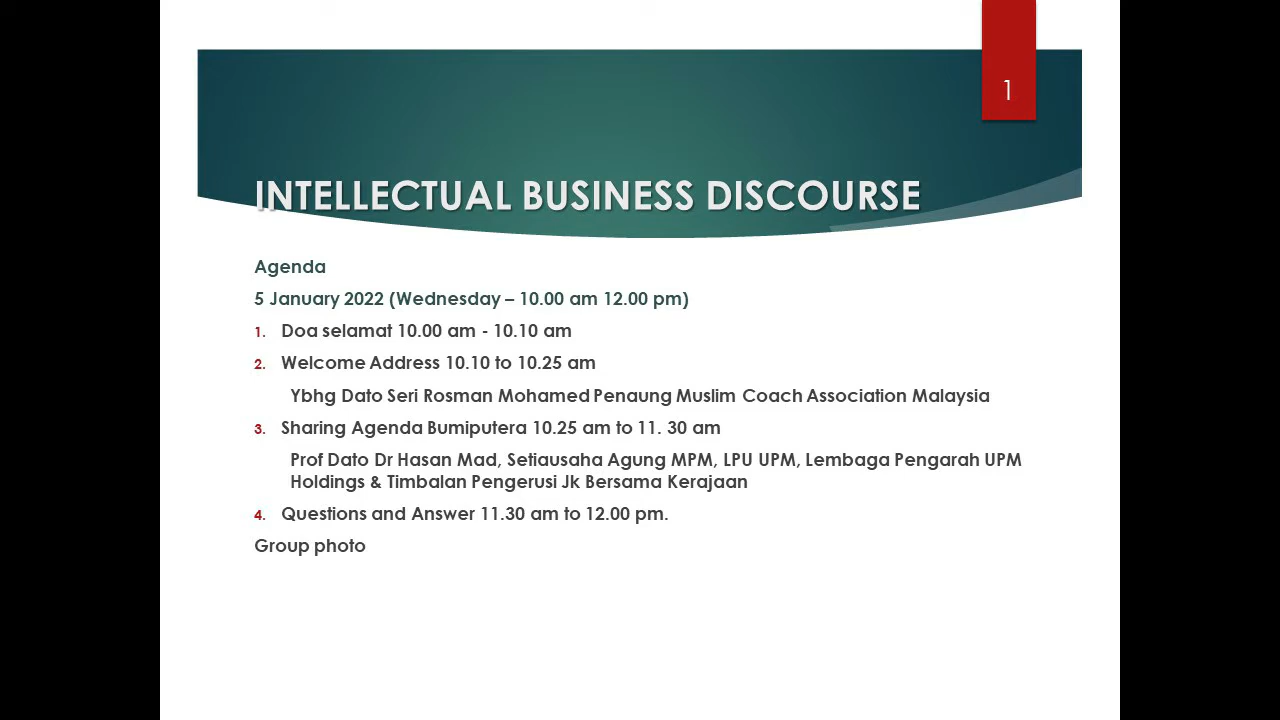 1
INTELLECTUAL BUSINESS DISCOURSE
Agenda
5 January 2022 (Wednesday – 10.00 am 12.00 pm)
1. Doa selamat 10.00 am - 10.10 am
2. Welcome Address 10.10 to 10.25 am
Ybhg Dato Seri Rosman Mohamed Penaung Muslim Coach Association Malaysia
3. Sharing Agenda Bumiputera 10.25 am to 11. 30 am
Prof Dato Dr Hasan Mad, Setiausaha Agung MPM, LPU UPM, Lembaga Pengarah UPM
Holdings & Timbalan Pengerusi Jk Bersama Kerajaan
4. Questions and Answer 11.30 am to 12.00 pm.
Group photo